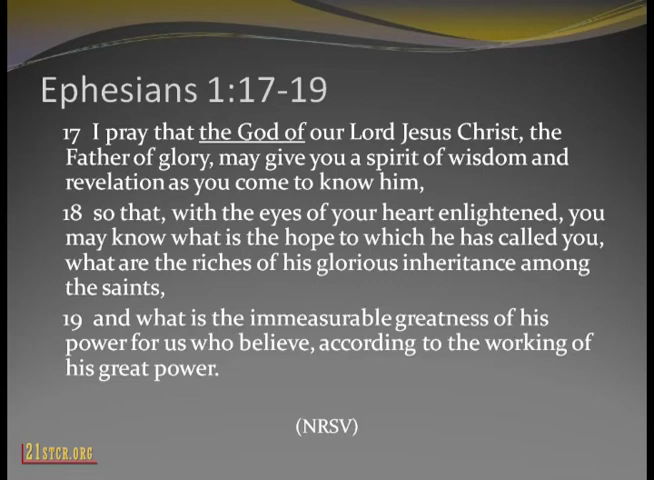 Ephesians 1:17-19
17 I pray that the God of our Lord Jesus Christ, the
Father of glory, may give you a spirit of wisdom and
revelation as you come to know him,
18 so that, with the eyes of your heart enlightened, you
may know what is the hope to which he has called you,
what are the riches of his glorious inheritance among
the saints,
19 and what is the immeasurable greatness of his
power for us who believe, according to the working of
his great power.
(NRSV)
21STCR.ORG